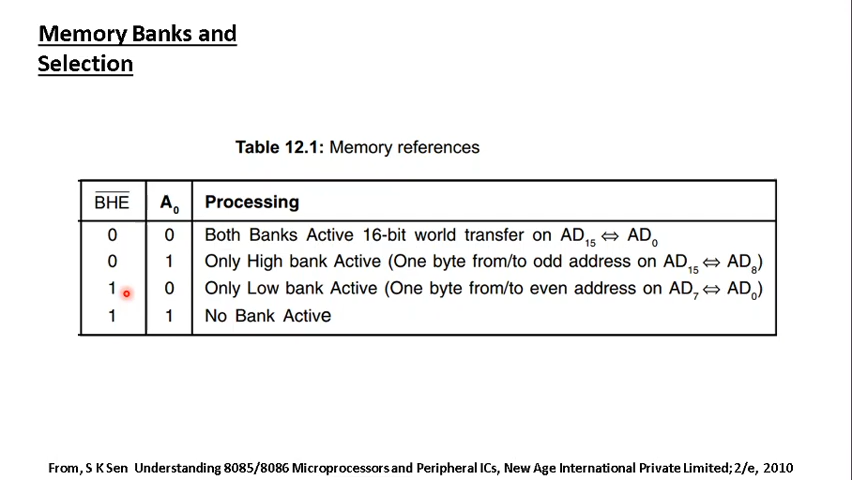 Memory Banks and
Selection
Table 12.1: Memory references
B̅H̅E̅ A₀ Processing
0 0 Both Banks Active 16-bit world transfer on AD₁₅ ⇔ AD₀
0 1 Only High bank Active (One byte from/to odd address on AD₁₅ ⇔ AD₈)
1 0 Only Low bank Active (One byte from/to even address on AD₇ ⇔ AD₀)
1 1 No Bank Active
From, S K Sen Understanding 8085/8086 Microprocessors and Peripheral ICs, New Age International Private Limited; 2/e, 2010